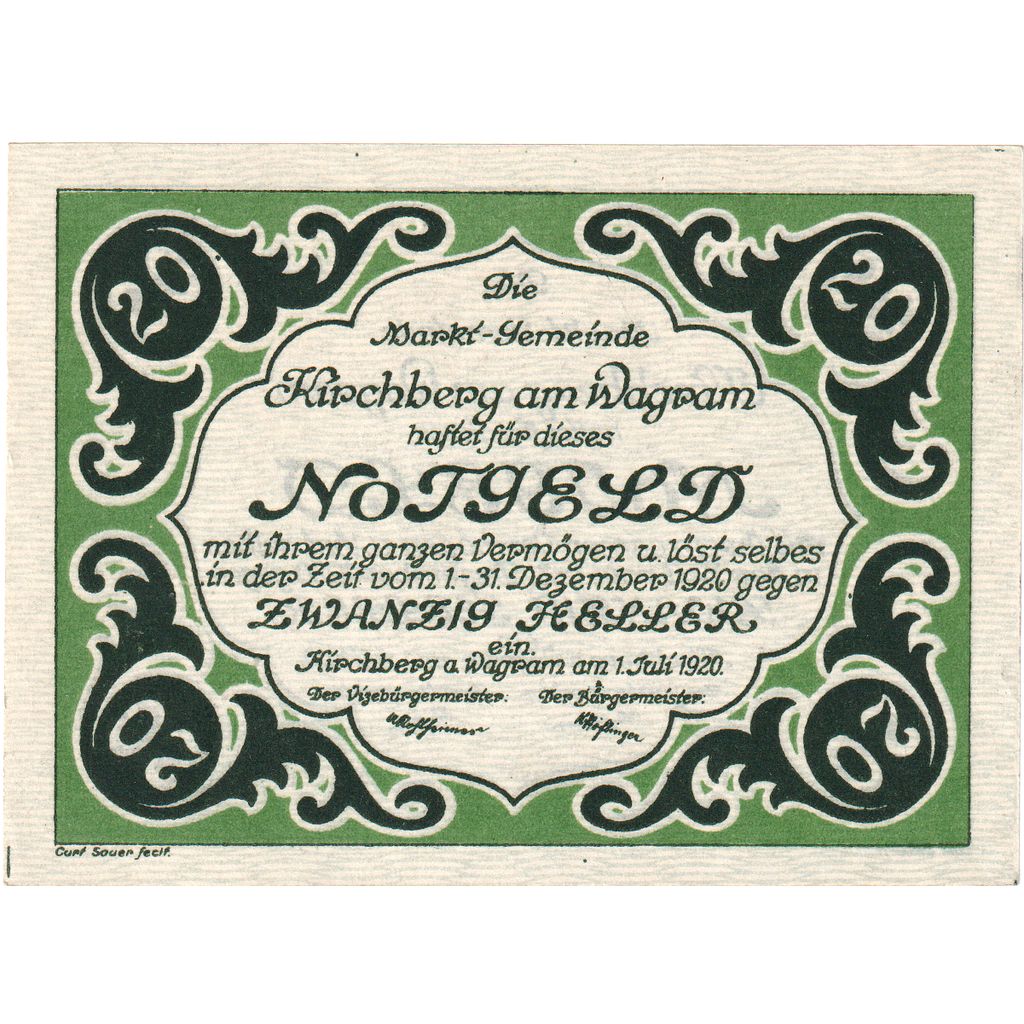 20
20
Die
Markt-Gemeinde
Kirchberg am Wagram
haftet für dieses
NOTGELD
mit ihrem ganzen Vermögen u. löst selbes
in der Zeit vom 1.-31. Dezember 1920 gegen
ZWANZIG HELLER
ein.
Kirchberg a. Wagram am 1. Juli 1920.
Der Vizebürgermeister: Der Bürgermeister:
20
20
Curt Sauer fecit.